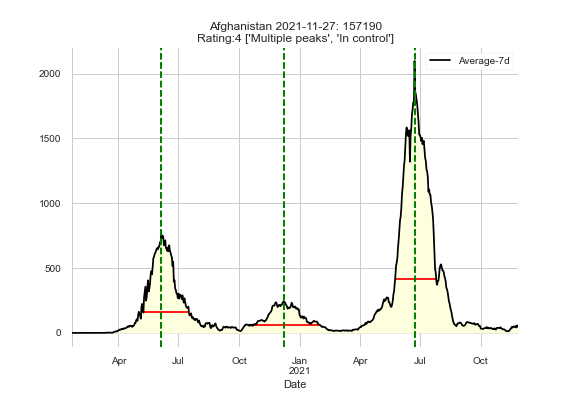 Afghanistan 2021-11-27: 157190
Rating:4 ['Multiple peaks', 'In control']
Average-7d
2000
1500
1000
500
0
Apr Jul Oct Jan Apr Jul Oct
2021
Date